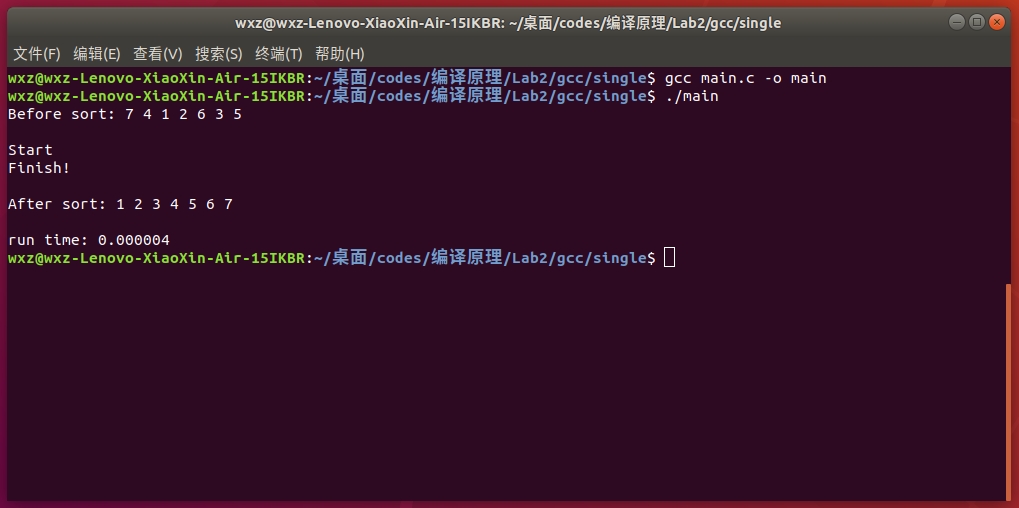 wxz@wxz-Lenovo-XiaoXin-Air-15IKBR: ~/桌面/codes/编译原理/Lab2/gcc/single
文件(F) 编辑(E) 查看(V) 搜索(S) 终端(T) 帮助(H)
wxz@wxz-Lenovo-XiaoXin-Air-15IKBR:~/桌面/codes/编译原理/Lab2/gcc/single$ gcc main.c -o main
wxz@wxz-Lenovo-XiaoXin-Air-15IKBR:~/桌面/codes/编译原理/Lab2/gcc/single$ ./main
Before sort: 7 4 1 2 6 3 5
Start
Finish!
After sort: 1 2 3 4 5 6 7
run time: 0.000004
wxz@wxz-Lenovo-XiaoXin-Air-15IKBR:~/桌面/codes/编译原理/Lab2/gcc/single$